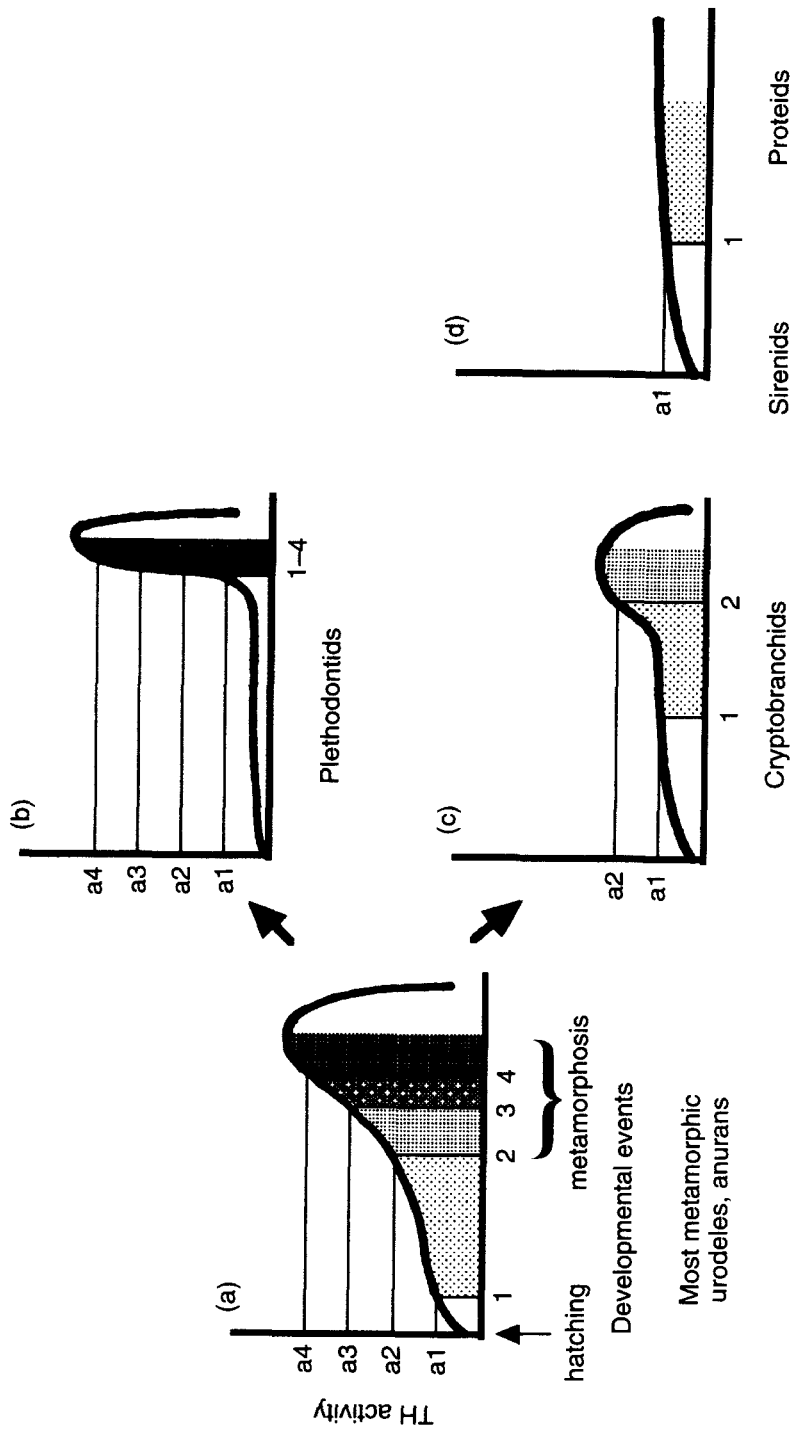 (a)
TH activity
a4
a3
a2
a1
1
2
3
4
hatching
metamorphosis
Developmental events
Most metamorphic
urodeles, anurans
(b)
a4
a3
a2
a1
1–4
Plethodontids
(c)
a2
a1
1
2
Cryptobranchids
(d)
a1
1
Sirenids
Proteids